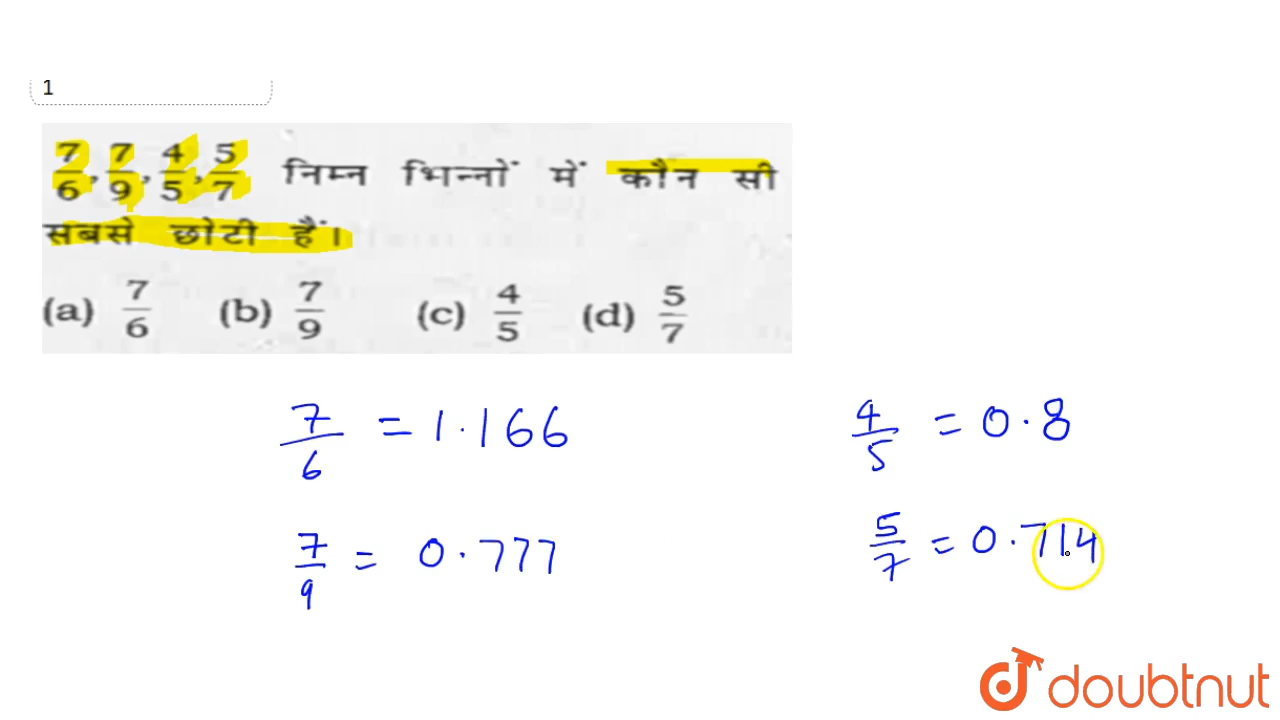 1
7/6, 7/9, 4/5, 5/7 निम्न भिन्नों में कौन सी
सबसे छोटी हैं।
(a) 7/6 (b) 7/9 (c) 4/5 (d) 5/7
7/6 = 1.166
4/5 = 0.8
7/9 = 0.777
5/7 = 0.714
doubtnut